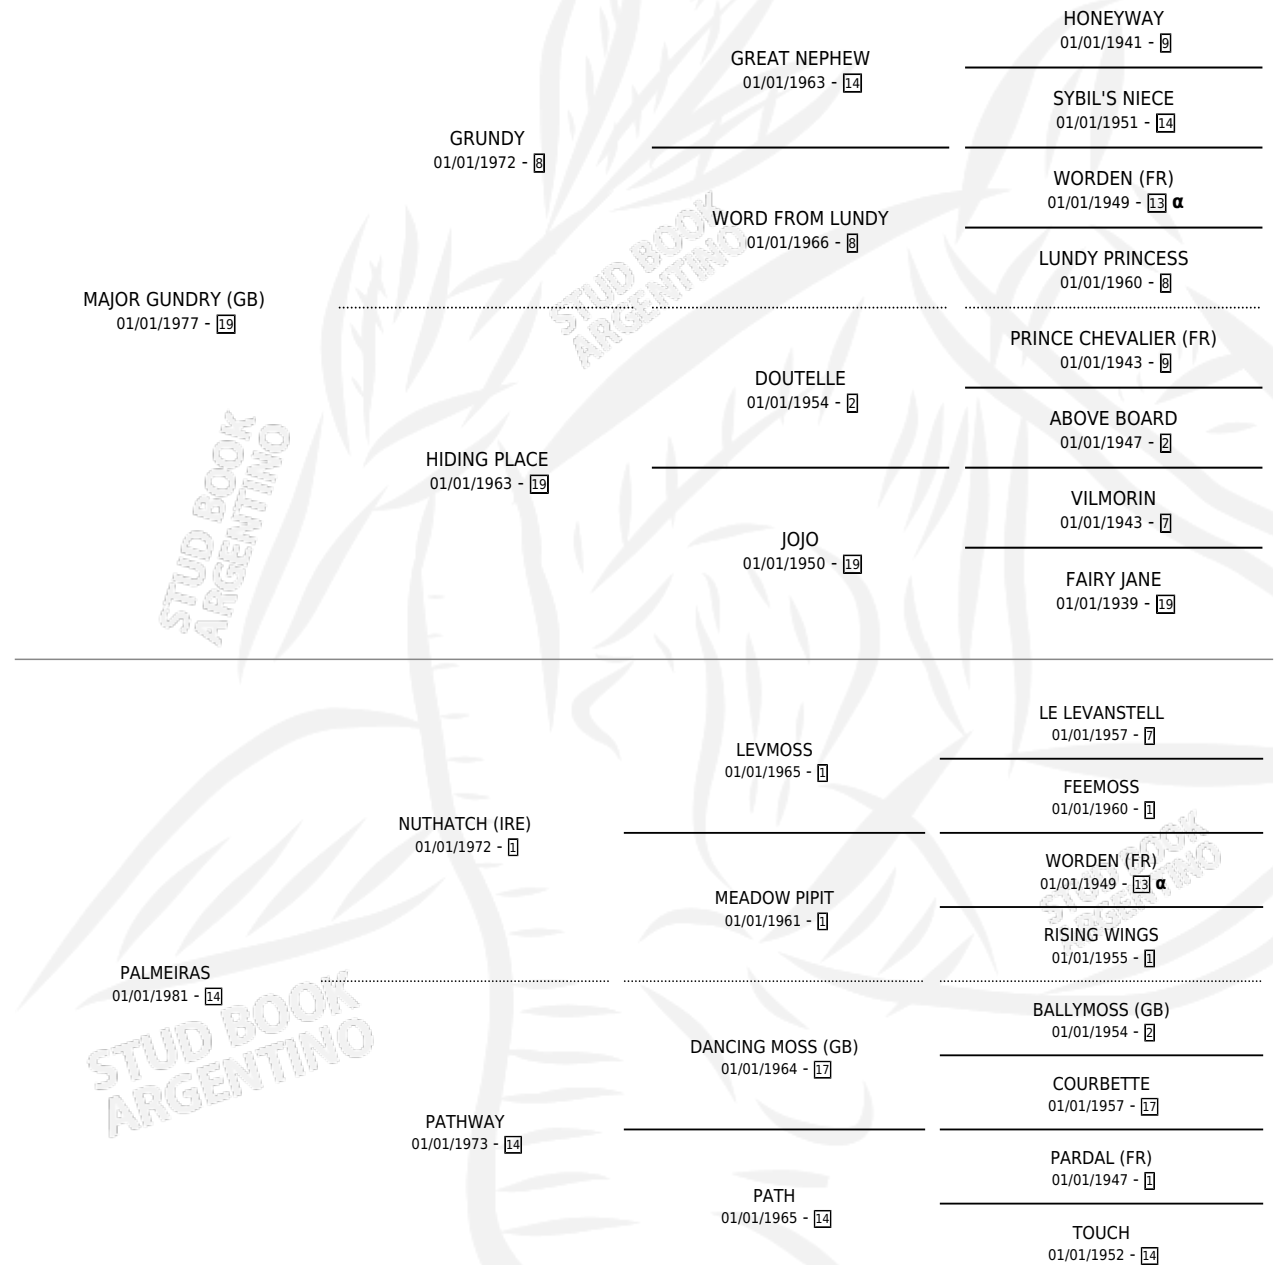 HONEYWAY
01/01/1941 - 9
GREAT NEPHEW
01/01/1963 - 14
SYBIL'S NIECE
01/01/1951 - 14
GRUNDY
01/01/1972 - 8
WORDEN (FR)
01/01/1949 - 13 α
WORD FROM LUNDY
01/01/1966 - 8
LUNDY PRINCESS
01/01/1960 - 8
MAJOR GUNDRY (GB)
01/01/1977 - 19
PRINCE CHEVALIER (FR)
01/01/1943 - 9
DOUTELLE
01/01/1954 - 2
ABOVE BOARD
01/01/1947 - 2
HIDING PLACE
01/01/1963 - 19
VILMORIN
01/01/1943 - 7
JOJO
01/01/1950 - 19
FAIRY JANE
01/01/1939 - 19
STUD BOOK
ARGENTINO
STUD BOOK
ARGENTINO
LE LEVANSTELL
01/01/1957 - 7
LEVMOSS
01/01/1965 - 1
FEEMOSS
01/01/1960 - 1
NUTHATCH (IRE)
01/01/1972 - 1
WORDEN (FR)
01/01/1949 - 13 α
MEADOW PIPIT
01/01/1961 - 1
RISING WINGS
01/01/1955 - 1
PALMEIRAS
01/01/1981 - 14
BALLYMOSS (GB)
01/01/1954 - 2
DANCING MOSS (GB)
01/01/1964 - 17
COURBETTE
01/01/1957 - 17
PATHWAY
01/01/1973 - 14
PARDAL (FR)
01/01/1947 - 1
PATH
01/01/1965 - 14
TOUCH
01/01/1952 - 14
STUD BOOK
ARGENTINO
STUD BOOK
ARGENTINO